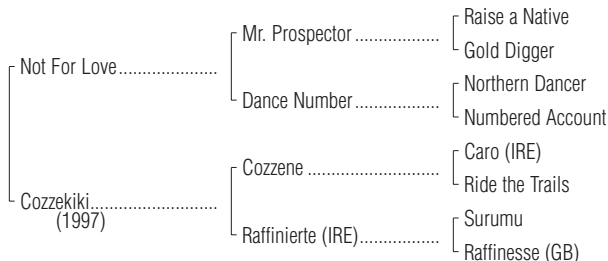 Raise a Native
Mr. Prospector ..................
Gold Digger
Not For Love.....................
Northern Dancer
Dance Number ..................
Numbered Account
Caro (IRE)
Cozzene ............................
Ride the Trails
Cozzekiki...........................
(1997)
Surumu
Raffinierte (IRE).................
Raffinesse (GB)